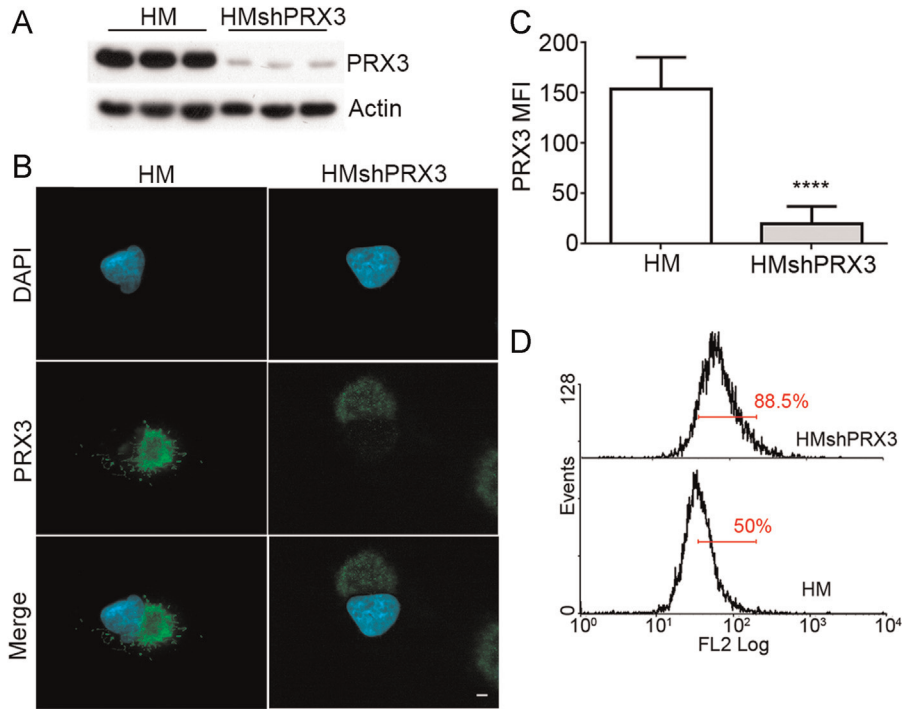 A
HM HMshPRX3
PRX3
Actin
B
HM HMshPRX3
DAPI
PRX3
Merge
C
PRX3 MFI
200
150
100
50
0
****
HM HMshPRX3
D
Events
128
0
88.5%
HMshPRX3
50%
HM
10⁰ 10¹ 10² 10³ 10⁴
FL2 Log